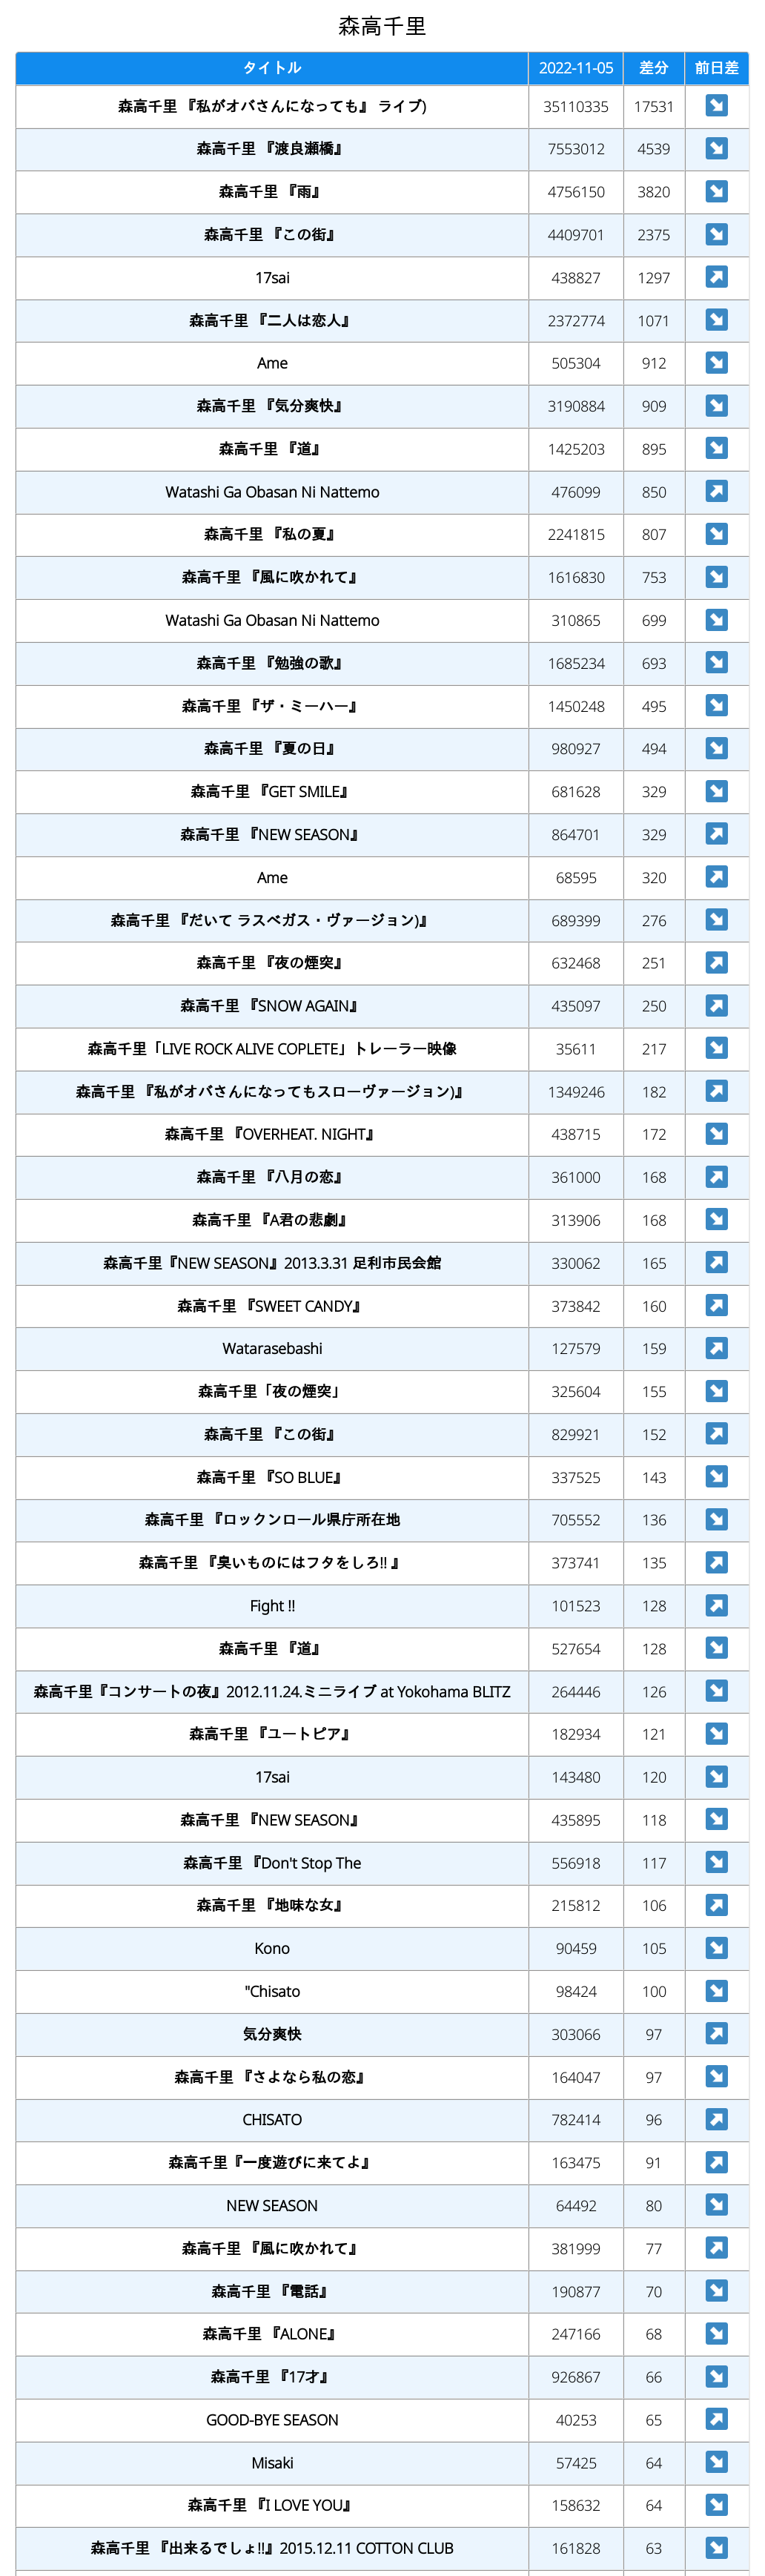 森高千里
タイトル 2022-11-05 差分 前日差
森高千里 『私がオバさんになっても』 ライブ) 35110335 17531
森高千里 『渡良瀬橋』 7553012 4539
森高千里 『雨』 4756150 3820
森高千里 『この街』 4409701 2375
17sai 438827 1297
森高千里 『二人は恋人』 2372774 1071
Ame 505304 912
森高千里 『気分爽快』 3190884 909
森高千里 『道』 1425203 895
Watashi Ga Obasan Ni Nattemo 476099 850
森高千里 『私の夏』 2241815 807
森高千里 『風に吹かれて』 1616830 753
Watashi Ga Obasan Ni Nattemo 310865 699
森高千里 『勉強の歌』 1685234 693
森高千里 『ザ・ミーハー』 1450248 495
森高千里 『夏の日』 980927 494
森高千里 『GET SMILE』 681628 329
森高千里 『NEW SEASON』 864701 329
Ame 68595 320
森高千里 『だいて ラスベガス・ヴァージョン)』 689399 276
森高千里 『夜の煙突』 632468 251
森高千里 『SNOW AGAIN』 435097 250
森高千里「LIVE ROCK ALIVE COPLETE」トレーラー映像 35611 217
森高千里 『私がオバさんになってもスローヴァージョン)』 1349246 182
森高千里 『OVERHEAT. NIGHT』 438715 172
森高千里 『八月の恋』 361000 168
森高千里 『A君の悲劇』 313906 168
森高千里『NEW SEASON』2013.3.31 足利市民会館 330062 165
森高千里 『SWEET CANDY』 373842 160
Watarasebashi 127579 159
森高千里「夜の煙突」 325604 155
森高千里 『この街』 829921 152
森高千里 『SO BLUE』 337525 143
森高千里 『ロックンロール県庁所在地 705552 136
森高千里 『臭いものにはフタをしろ!! 』 373741 135
Fight !! 101523 128
森高千里 『道』 527654 128
森高千里『コンサートの夜』2012.11.24.ミニライブ at Yokohama BLITZ 264446 126
森高千里 『ユートピア』 182934 121
17sai 143480 120
森高千里 『NEW SEASON』 435895 118
森高千里 『Don't Stop The 556918 117
森高千里 『地味な女』 215812 106
Kono 90459 105
"Chisato 98424 100
気分爽快 303066 97
森高千里 『さよなら私の恋』 164047 97
CHISATO 782414 96
森高千里『一度遊びに来てよ』 163475 91
NEW SEASON 64492 80
森高千里 『風に吹かれて』 381999 77
森高千里 『電話』 190877 70
森高千里 『ALONE』 247166 68
森高千里 『17才』 926867 66
GOOD-BYE SEASON 40253 65
Misaki 57425 64
森高千里 『I LOVE YOU』 158632 64
森高千里 『出来るでしょ!!』2015.12.11 COTTON CLUB 161828 63